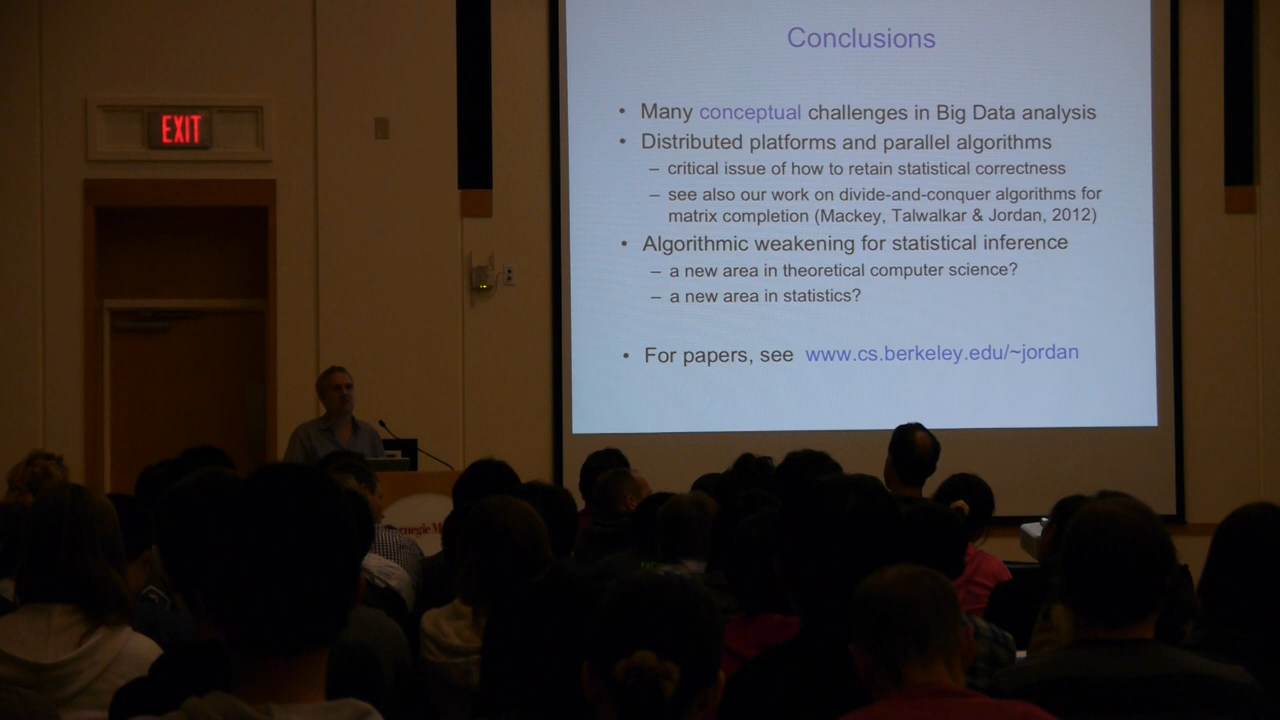 Conclusions
• Many conceptual challenges in Big Data analysis
• Distributed platforms and parallel algorithms
– critical issue of how to retain statistical correctness
– see also our work on divide-and-conquer algorithms for
matrix completion (Mackey, Talwalkar & Jordan, 2012)
• Algorithmic weakening for statistical inference
– a new area in theoretical computer science?
– a new area in statistics?
• For papers, see www.cs.berkeley.edu/~jordan
EXIT